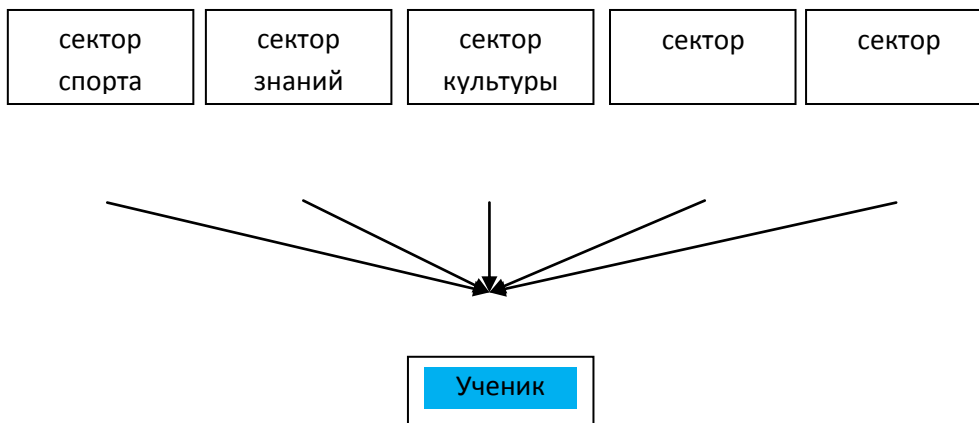 сектор
спорта
сектор
знаний
сектор
культуры
сектор
сектор
Ученик